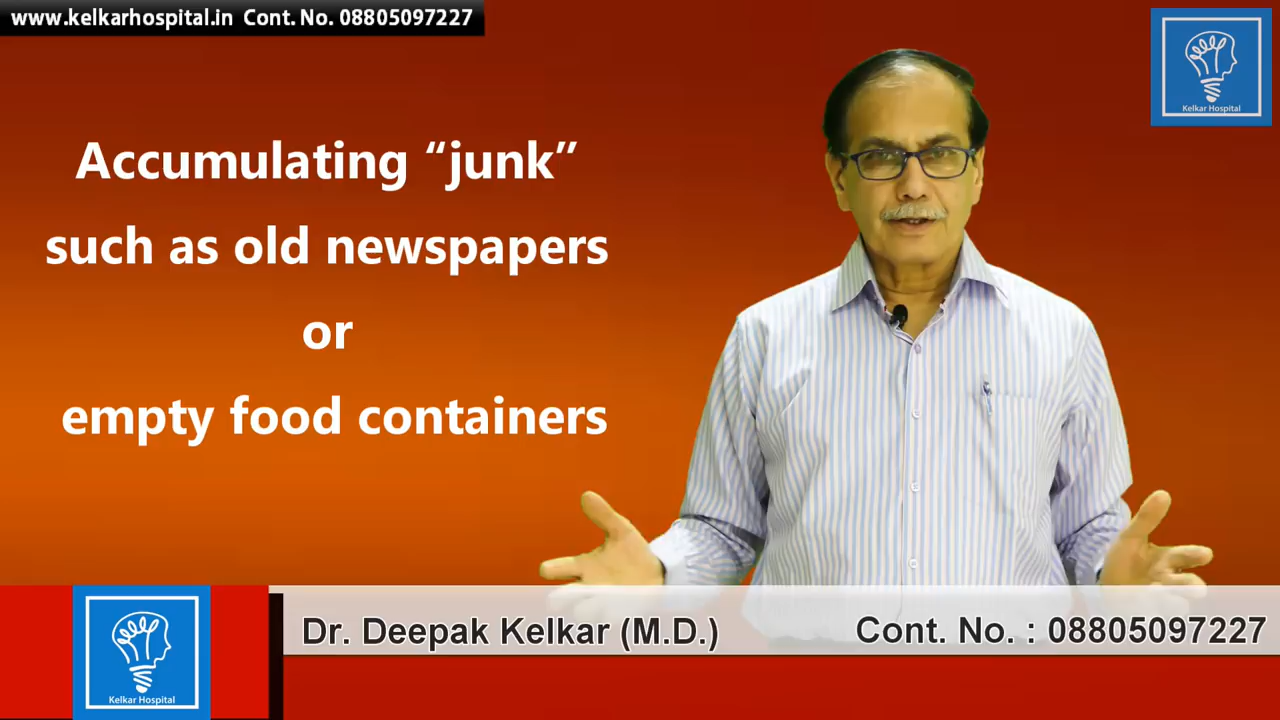 www.kelkarhospital.in Cont. No. 08805097227
Kelkar Hospital
Accumulating “junk”
such as old newspapers
or
empty food containers
Dr. Deepak Kelkar (M.D.)
Cont. No. : 08805097227
Kelkar Hospital